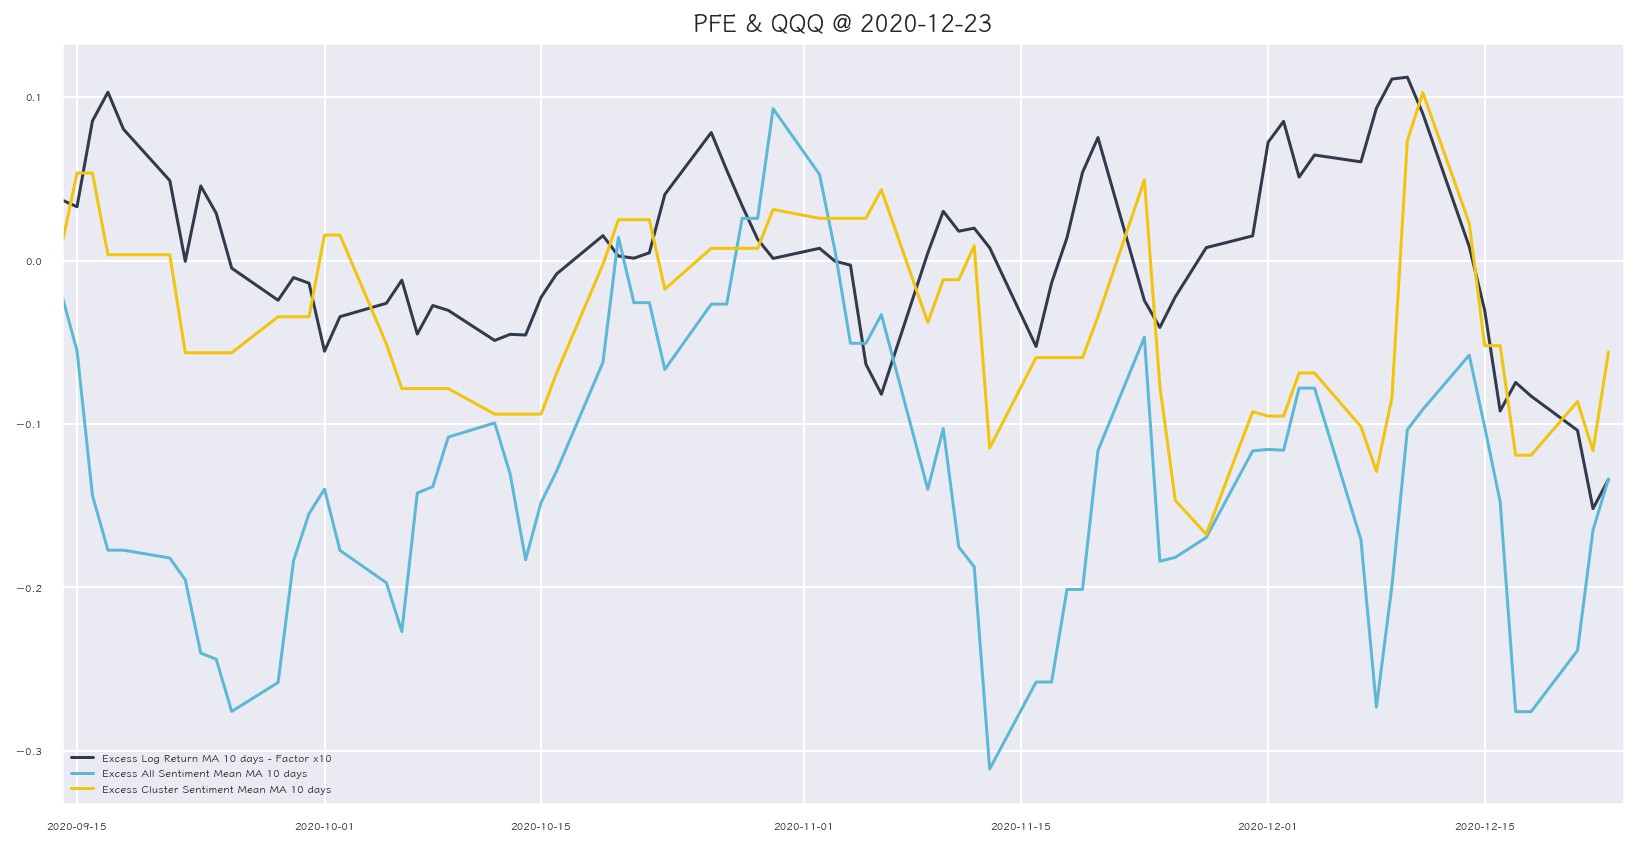 PFE & QQQ @ 2020-12-23
0.1
0.0
−0.1
−0.2
−0.3
Excess Log Return MA 10 days - Factor x10
Excess All Sentiment Mean MA 10 days
Excess Cluster Sentiment Mean MA 10 days
2020-09-15 2020-10-01 2020-10-15 2020-11-01 2020-11-15 2020-12-01 2020-12-15